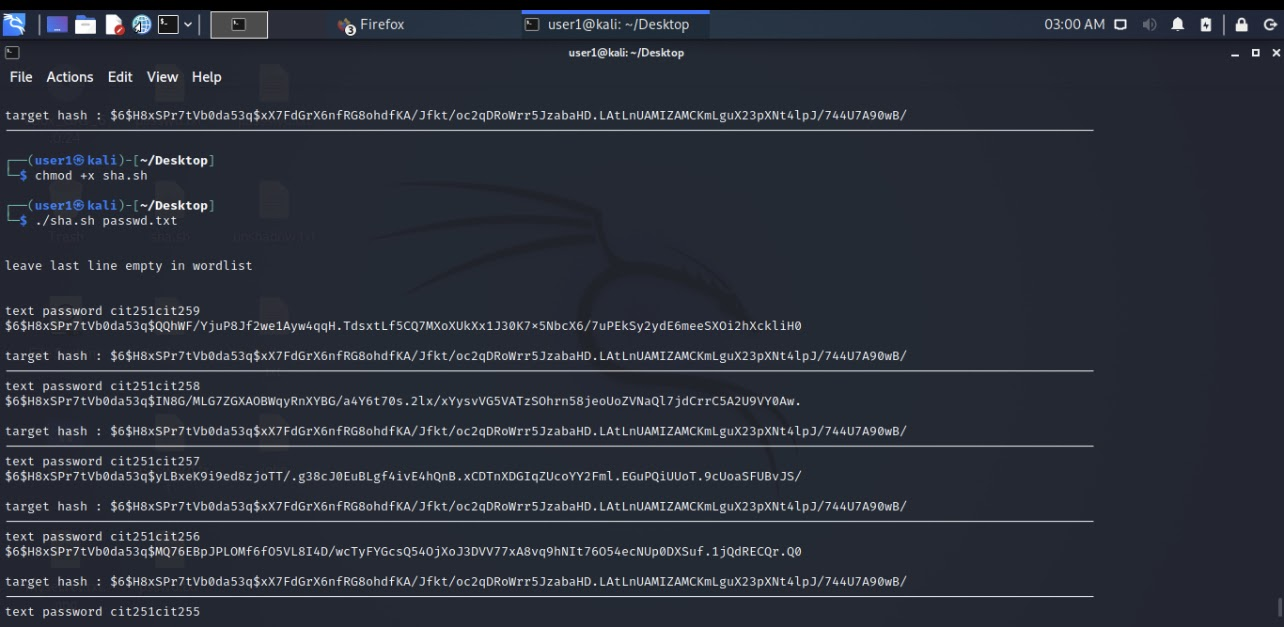 Firefox
user1@kali: ~/Desktop
03:00 AM
user1@kali: ~/Desktop
File Actions Edit View Help
target hash : $6$H8xSPr7tVb0da53q$xX7FdGrX6nfRG8ohdfKA/Jfkt/oc2qDRoWrr5JzabaHD.LAtLnUAMIZAMCKmLguX23pXNt4lpJ/744U7A90wB/
(user1㉿kali)-[~/Desktop]
$ chmod +x sha.sh
(user1㉿kali)-[~/Desktop]
$ ./sha.sh passwd.txt
leave last line empty in wordlist
text password cit251cit259
$6$H8xSPr7tVb0da53q$QQhWF/YjuP8Jf2we1Ayw4qqH.TdsxtLf5CQ7MXoXUkXx1J30K7×5NbcX6/7uPEkSy2ydE6meeSXOi2hXckliH0
target hash : $6$H8xSPr7tVb0da53q$xX7FdGrX6nfRG8ohdfKA/Jfkt/oc2qDRoWrr5JzabaHD.LAtLnUAMIZAMCKmLguX23pXNt4lpJ/744U7A90wB/
text password cit251cit258
$6$H8xSPr7tVb0da53q$IN8G/MLG7ZGXAOBWqyRnXYBG/a4Y6t70s.2lx/xYysvVG5VATzSOhrn58jeoUoZVNaQl7jdCrrC5A2U9VY0Aw.
target hash : $6$H8xSPr7tVb0da53q$xX7FdGrX6nfRG8ohdfKA/Jfkt/oc2qDRoWrr5JzabaHD.LAtLnUAMIZAMCKmLguX23pXNt4lpJ/744U7A90wB/
text password cit251cit257
$6$H8xSPr7tVb0da53q$yLBxeK9i9ed8zjoTT/.g38cJ0EuBLgf4ivE4hQnB.xCDTnXDGIqZUcoYY2Fml.EGuPQiUUoT.9cUoaSFUBvJS/
target hash : $6$H8xSPr7tVb0da53q$xX7FdGrX6nfRG8ohdfKA/Jfkt/oc2qDRoWrr5JzabaHD.LAtLnUAMIZAMCKmLguX23pXNt4lpJ/744U7A90wB/
text password cit251cit256
$6$H8xSPr7tVb0da53q$MQ76EBpJPLOMf6fO5VL8I4D/wcTyFYGcsQ54OjXoJ3DVV77xA8vq9hNIt76O54ecNUp0DXSuf.1jQdRECQr.Q0
target hash : $6$H8xSPr7tVb0da53q$xX7FdGrX6nfRG8ohdfKA/Jfkt/oc2qDRoWrr5JzabaHD.LAtLnUAMIZAMCKmLguX23pXNt4lpJ/744U7A90wB/
text password cit251cit255